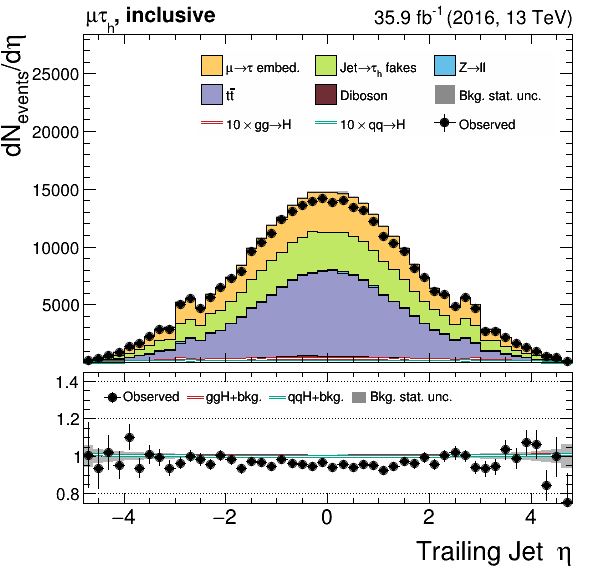 μτh, inclusive 35.9 fb-1 (2016, 13 TeV)
dNevents/dη
25000
20000
15000
10000
5000
μ→τ embed. Jet→τh fakes Z→ll
tt̄ Diboson Bkg. stat. unc.
10 × gg→H 10 × qq→H Observed
1.4
1.2
1
0.8
Observed ggH+bkg. qqH+bkg. Bkg. stat. unc.
−4 −2 0 2 4
Trailing Jet η